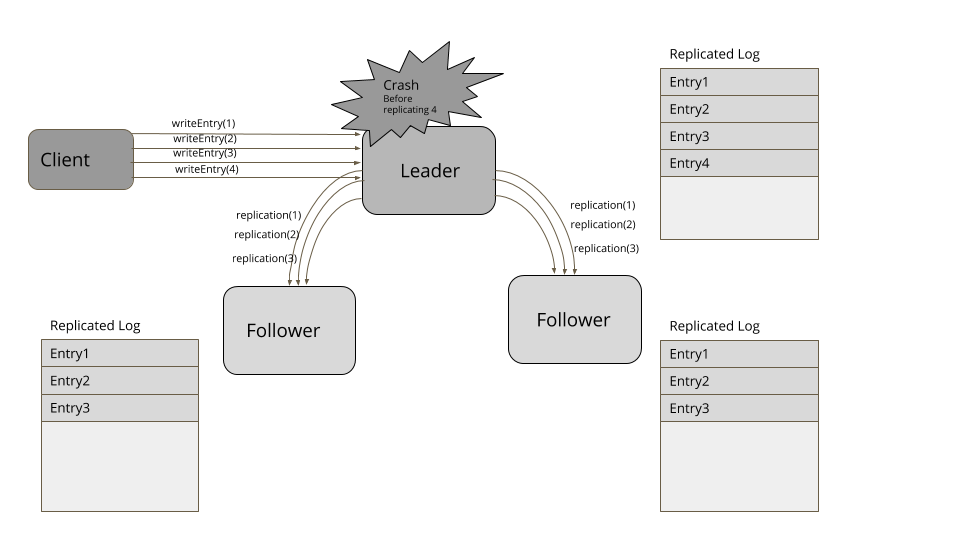 Replicated Log
Entry1
Entry2
Entry3
Entry4
Crash
Before
replicating 4
writeEntry(1)
writeEntry(2)
writeEntry(3)
writeEntry(4)
Client
Leader
replication(1)
replication(2)
replication(3)
replication(1)
replication(2)
replication(3)
Follower
Follower
Replicated Log
Entry1
Entry2
Entry3
Replicated Log
Entry1
Entry2
Entry3